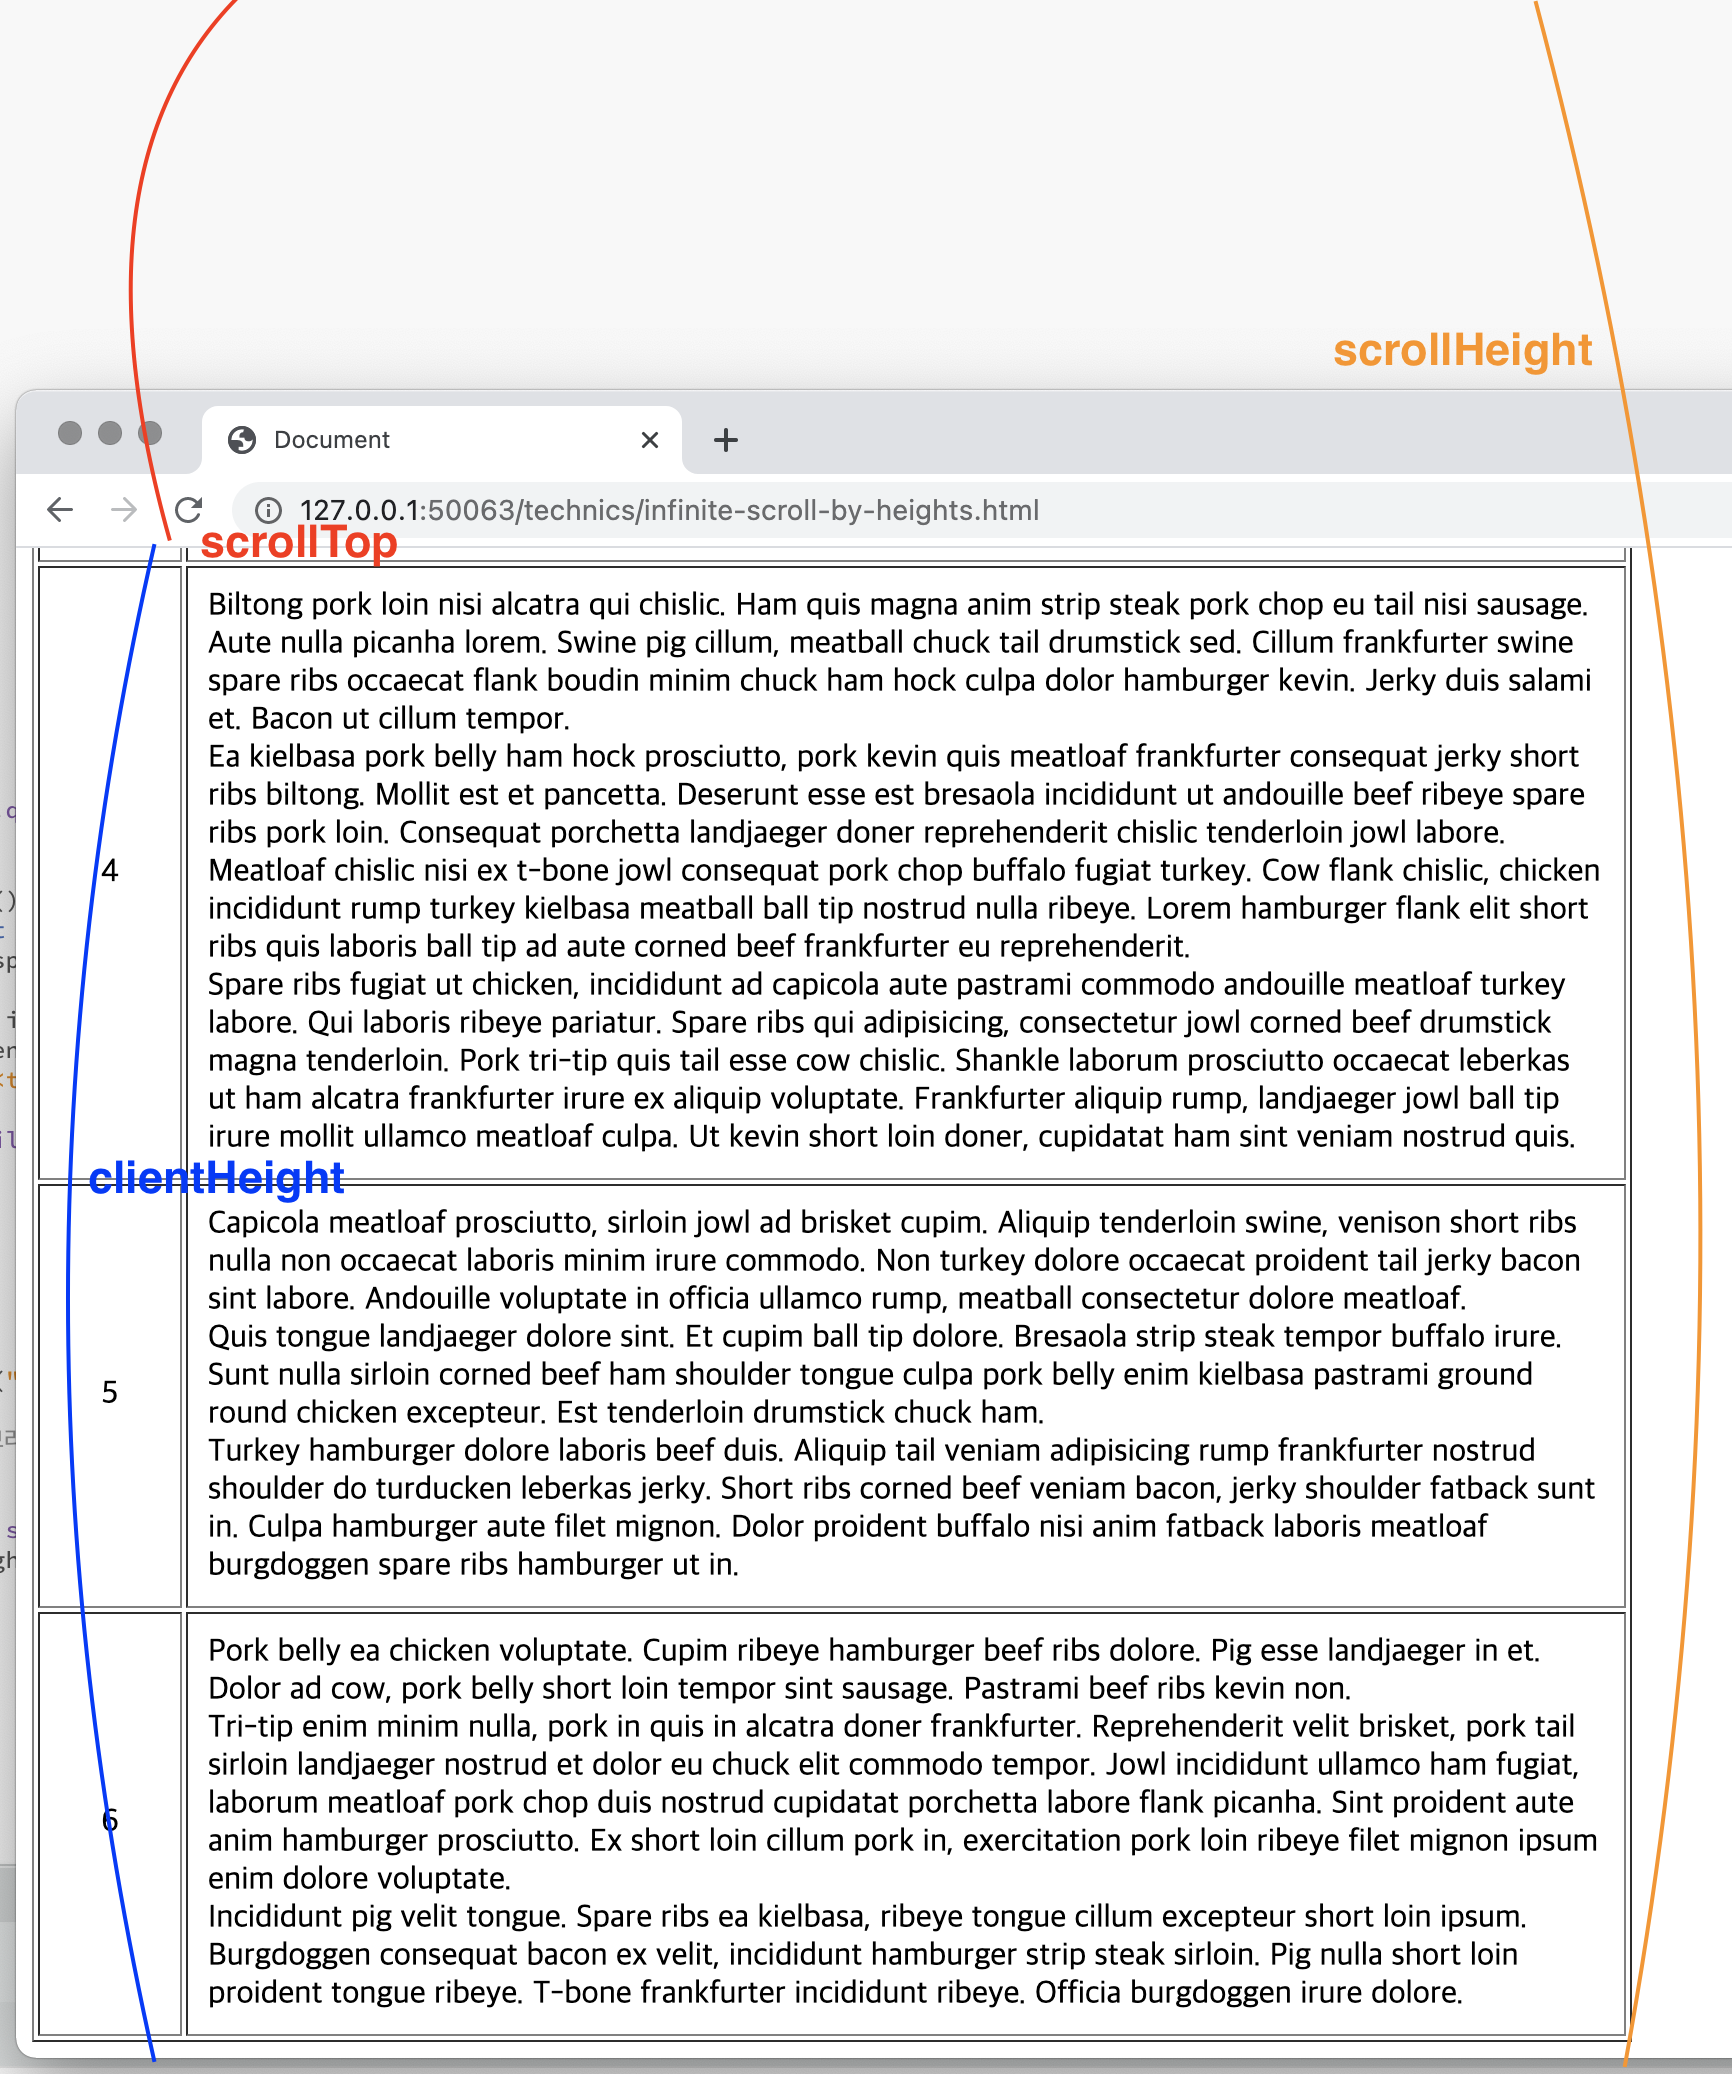 scrollHeight
Document
127.0.0.1:50063/technics/infinite-scroll-by-heights.html
scrollTop
Biltong pork loin nisi alcatra qui chislic. Ham quis magna anim strip steak pork chop eu tail nisi sausage.
Aute nulla picanha lorem. Swine pig cillum, meatball chuck tail drumstick sed. Cillum frankfurter swine
spare ribs occaecat flank boudin minim chuck ham hock culpa dolor hamburger kevin. Jerky duis salami
et. Bacon ut cillum tempor.
Ea kielbasa pork belly ham hock prosciutto, pork kevin quis meatloaf frankfurter consequat jerky short
ribs biltong. Mollit est et pancetta. Deserunt esse est bresaola incididunt ut andouille beef ribeye spare
ribs pork loin. Consequat porchetta landjaeger doner reprehenderit chislic tenderloin jowl labore.
4
Meatloaf chislic nisi ex t-bone jowl consequat pork chop buffalo fugiat turkey. Cow flank chislic, chicken
incididunt rump turkey kielbasa meatball ball tip nostrud nulla ribeye. Lorem hamburger flank elit short
ribs quis laboris ball tip ad aute corned beef frankfurter eu reprehenderit.
Spare ribs fugiat ut chicken, incididunt ad capicola aute pastrami commodo andouille meatloaf turkey
labore. Qui laboris ribeye pariatur. Spare ribs qui adipisicing, consectetur jowl corned beef drumstick
magna tenderloin. Pork tri-tip quis tail esse cow chislic. Shankle laborum prosciutto occaecat leberkas
ut ham alcatra frankfurter irure ex aliquip voluptate. Frankfurter aliquip rump, landjaeger jowl ball tip
irure mollit ullamco meatloaf culpa. Ut kevin short loin doner, cupidatat ham sint veniam nostrud quis.
clientHeight
Capicola meatloaf prosciutto, sirloin jowl ad brisket cupim. Aliquip tenderloin swine, venison short ribs
nulla non occaecat laboris minim irure commodo. Non turkey dolore occaecat proident tail jerky bacon
sint labore. Andouille voluptate in officia ullamco rump, meatball consectetur dolore meatloaf.
Quis tongue landjaeger dolore sint. Et cupim ball tip dolore. Bresaola strip steak tempor buffalo irure.
Sunt nulla sirloin corned beef ham shoulder tongue culpa pork belly enim kielbasa pastrami ground
5
round chicken excepteur. Est tenderloin drumstick chuck ham.
Turkey hamburger dolore laboris beef duis. Aliquip tail veniam adipisicing rump frankfurter nostrud
shoulder do turducken leberkas jerky. Short ribs corned beef veniam bacon, jerky shoulder fatback sunt
in. Culpa hamburger aute filet mignon. Dolor proident buffalo nisi anim fatback laboris meatloaf
burgdoggen spare ribs hamburger ut in.
Pork belly ea chicken voluptate. Cupim ribeye hamburger beef ribs dolore. Pig esse landjaeger in et.
Dolor ad cow, pork belly short loin tempor sint sausage. Pastrami beef ribs kevin non.
Tri-tip enim minim nulla, pork in quis in alcatra doner frankfurter. Reprehenderit velit brisket, pork tail
sirloin landjaeger nostrud et dolor eu chuck elit commodo tempor. Jowl incididunt ullamco ham fugiat,
laborum meatloaf pork chop duis nostrud cupidatat porchetta labore flank picanha. Sint proident aute
6
anim hamburger prosciutto. Ex short loin cillum pork in, exercitation pork loin ribeye filet mignon ipsum
enim dolore voluptate.
Incididunt pig velit tongue. Spare ribs ea kielbasa, ribeye tongue cillum excepteur short loin ipsum.
Burgdoggen consequat bacon ex velit, incididunt hamburger strip steak sirloin. Pig nulla short loin
proident tongue ribeye. T-bone frankfurter incididunt ribeye. Officia burgdoggen irure dolore.